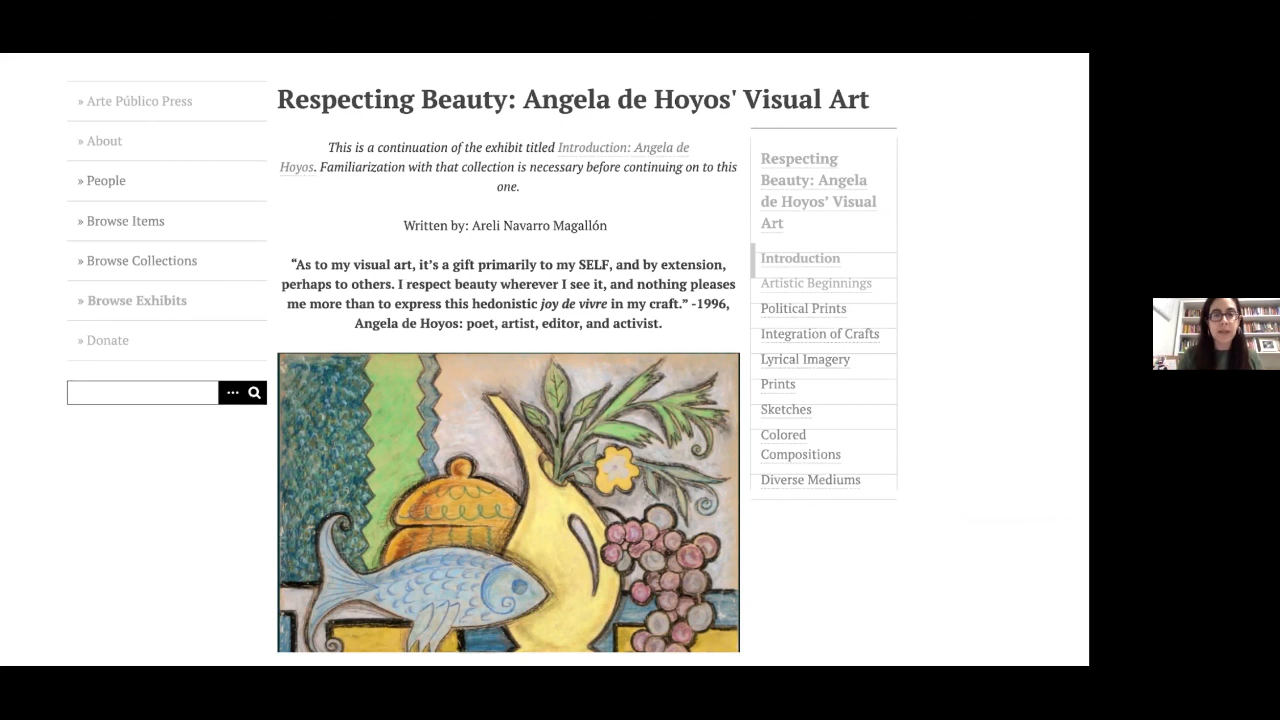 » Arte Público Press
» About
» People
» Browse Items
» Browse Collections
» Browse Exhibits
» Donate
...
Respecting Beauty: Angela de Hoyos' Visual Art
This is a continuation of the exhibit titled Introduction: Angela de
Hoyos. Familiarization with that collection is necessary before continuing on to this
one.
Written by: Areli Navarro Magallón
“As to my visual art, it’s a gift primarily to my SELF, and by extension,
perhaps to others. I respect beauty wherever I see it, and nothing pleases
me more than to express this hedonistic joy de vivre in my craft.” -1996,
Angela de Hoyos: poet, artist, editor, and activist.
Respecting
Beauty: Angela
de Hoyos’ Visual
Art
Introduction
Artistic Beginnings
Political Prints
Integration of Crafts
Lyrical Imagery
Prints
Sketches
Colored
Compositions
Diverse Mediums